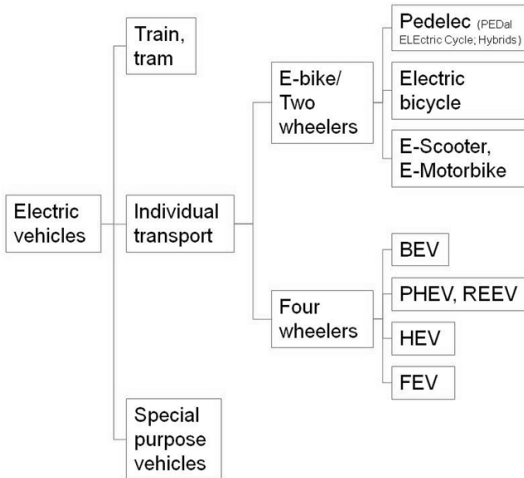 Electric
vehicles
Train,
tram
Individual
transport
Special
purpose
vehicles
E-bike/
Two
wheelers
Four
wheelers
Pedelec (PEDal
ELEctric Cycle; Hybrids)
Electric
bicycle
E-Scooter,
E-Motorbike
BEV
PHEV, REEV
HEV
FEV